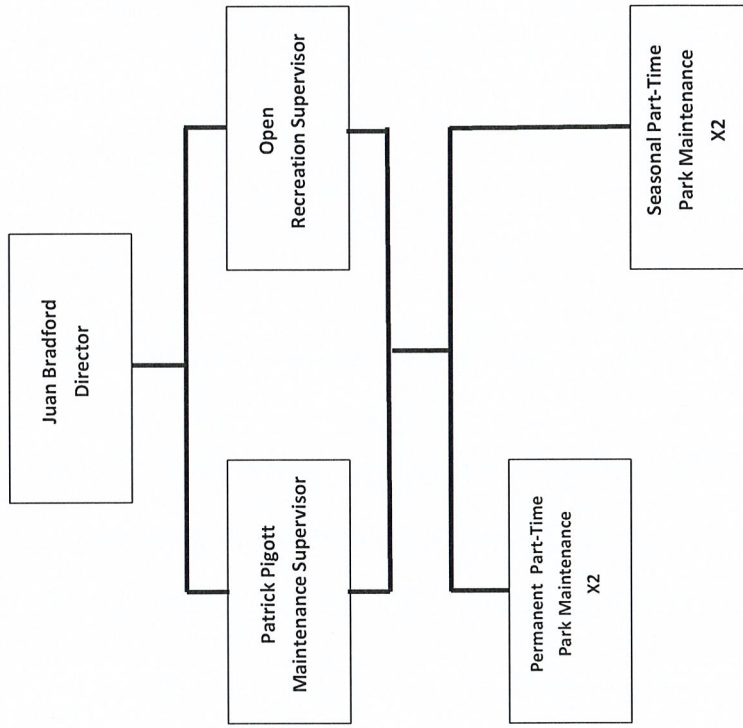 Juan Bradford
Director
Patrick Pigott
Maintenance Supervisor
Open
Recreation Supervisor
Permanent Part-Time
Park Maintenance
X2
Seasonal Part-Time
Park Maintenance
X2